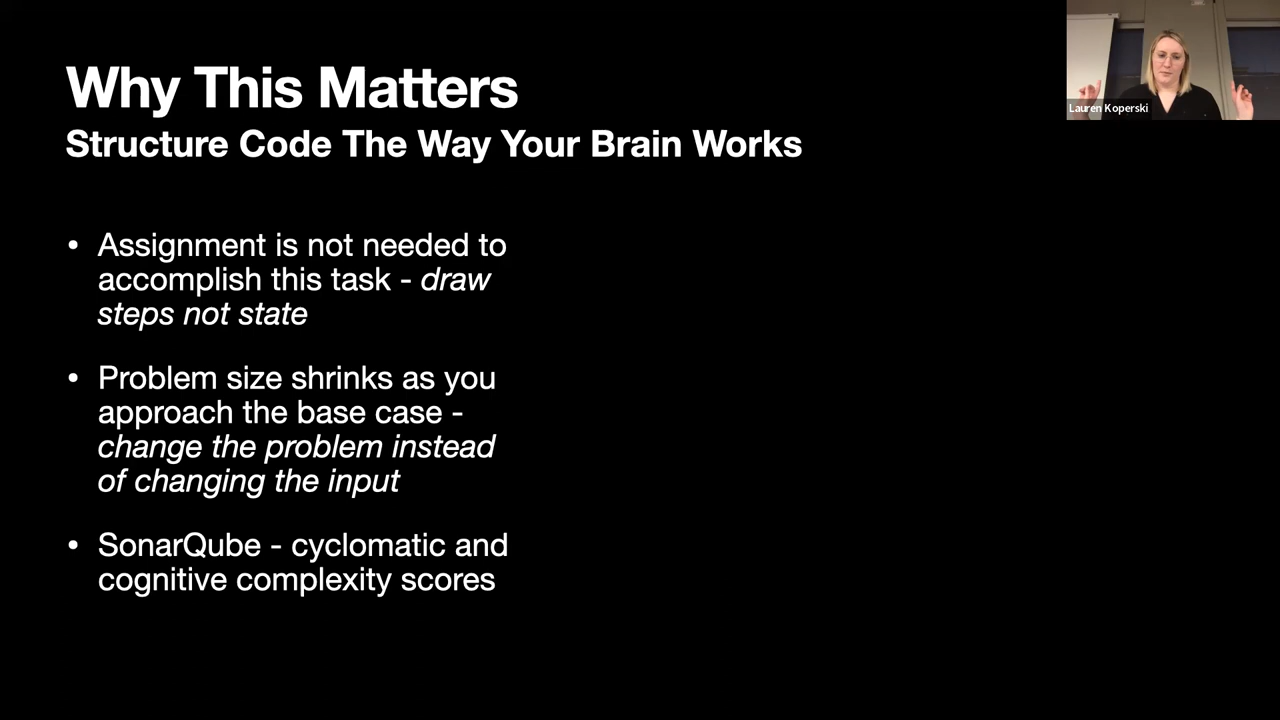 Why This Matters
Structure Code The Way Your Brain Works
• Assignment is not needed to
accomplish this task - draw
steps not state
• Problem size shrinks as you
approach the base case -
change the problem instead
of changing the input
• SonarQube - cyclomatic and
cognitive complexity scores
Lauren Koperski